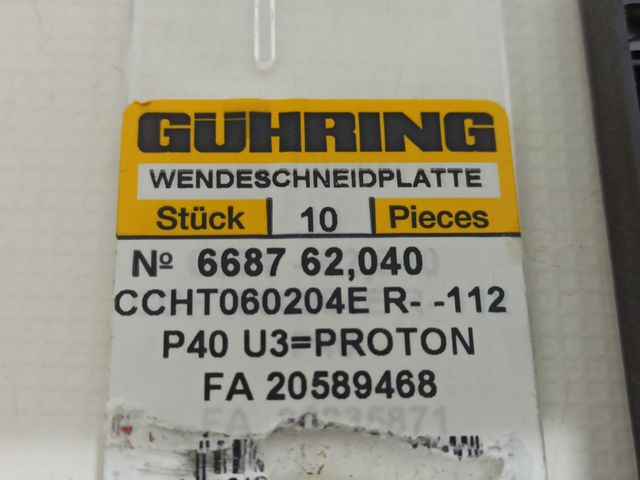 GÜHRING
WENDESCHNEIDPLATTE
Stück 10 Pieces
Nº 6687 62,040
CCHT060204E R- -112
P40 U3=PROTON
FA 20589468